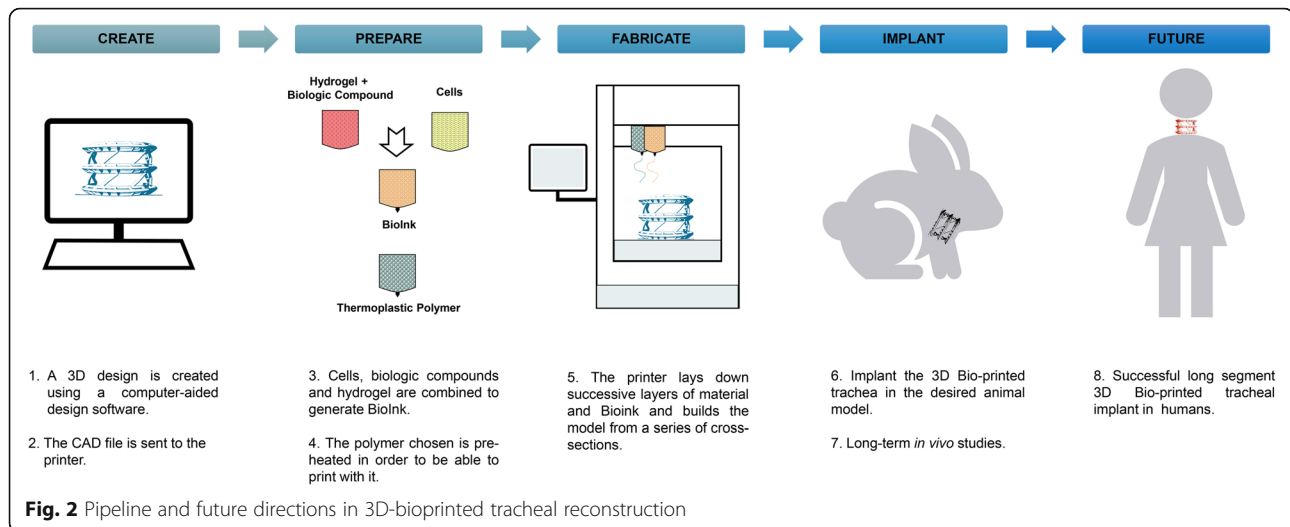 CREATE
PREPARE
FABRICATE
IMPLANT
FUTURE
Hydrogel +
Biologic Compound
Cells
BioInk
Thermoplastic Polymer
1. A 3D design is created
using a computer-aided
design software.
2. The CAD file is sent to the
printer.
3. Cells, biologic compounds
and hydrogel are combined to
generate BioInk.
4. The polymer chosen is pre-
heated in order to be able to
print with it.
5. The printer lays down
successive layers of material
and Bioink and builds the
model from a series of cross-
sections.
6. Implant the 3D Bio-printed
trachea in the desired animal
model.
7. Long-term in vivo studies.
8. Successful long segment
3D Bio-printed tracheal
implant in humans.
Fig. 2 Pipeline and future directions in 3D-bioprinted tracheal reconstruction